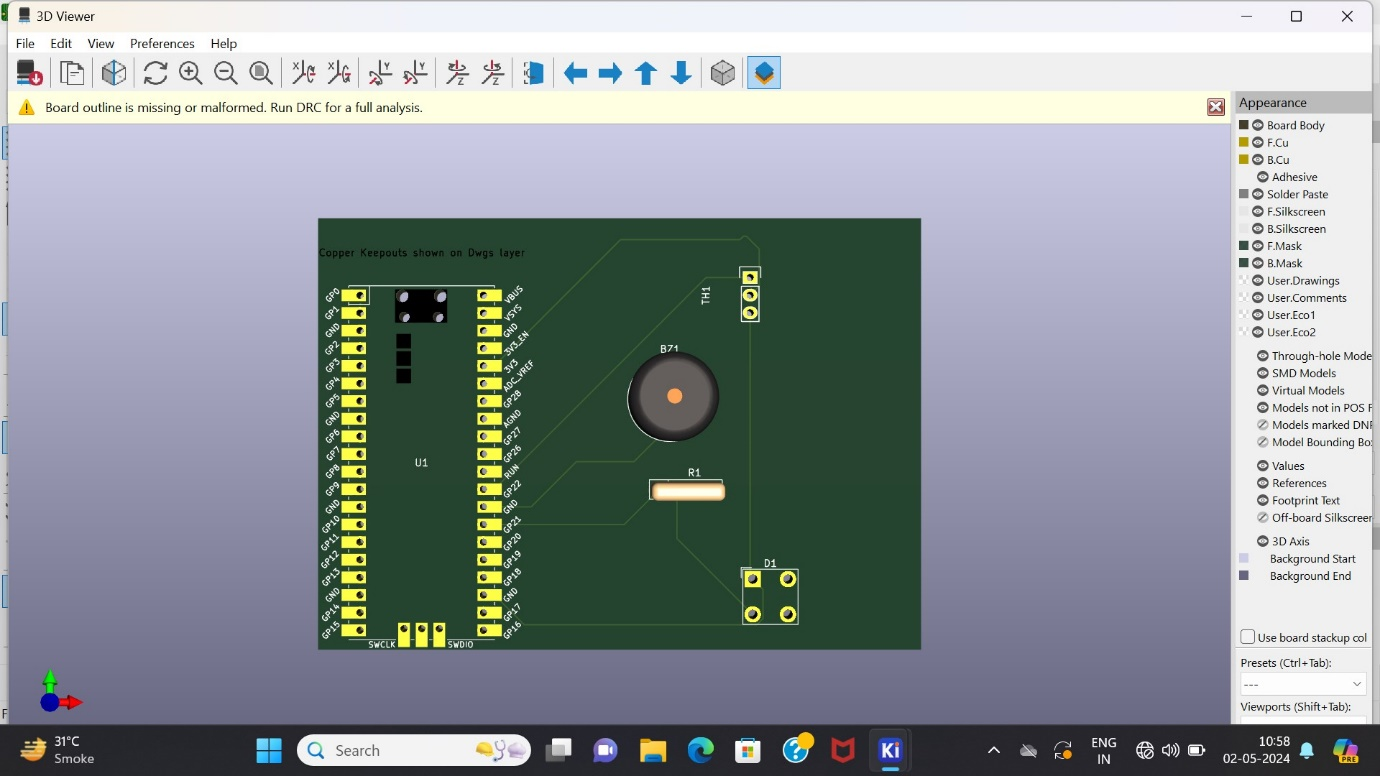 3D Viewer
File Edit View Preferences Help
Board outline is missing or malformed. Run DRC for a full analysis.
Appearance
Board Body
F.Cu
B.Cu
Adhesive
Solder Paste
F.Silkscreen
B.Silkscreen
F.Mask
B.Mask
User.Drawings
User.Comments
User.Eco1
User.Eco2
Through-hole Mode
SMD Models
Virtual Models
Models not in POS F
Models marked DNF
Model Bounding Bo
Values
References
Footprint Text
Off-board Silkscreen
3D Axis
Background Start
Background End
Use board stackup col
Presets (Ctrl+Tab):
---
Viewports (Shift+Tab):
Copper Keepouts shown on Dwgs layer
GP0
GP1
GND
GP2
GP3
GP4
GP5
GND
GP6
GP7
GP8
GP9
GND
GP10
GP11
GP12
GP13
GND
GP14
GP15
U1
SWCLK SWDIO
VBUS
VSYS
GND
3V3_EN
3V3
ADC_VREF
GP28
AGND
GP27
GP26
RUN
GP22
GND
GP21
GP20
GP19
GP18
GND
GP17
GP16
TH1
BZ1
R1
D1
31°C
Smoke
Search
Ki
ENG
IN
10:58
02-05-2024
PRE